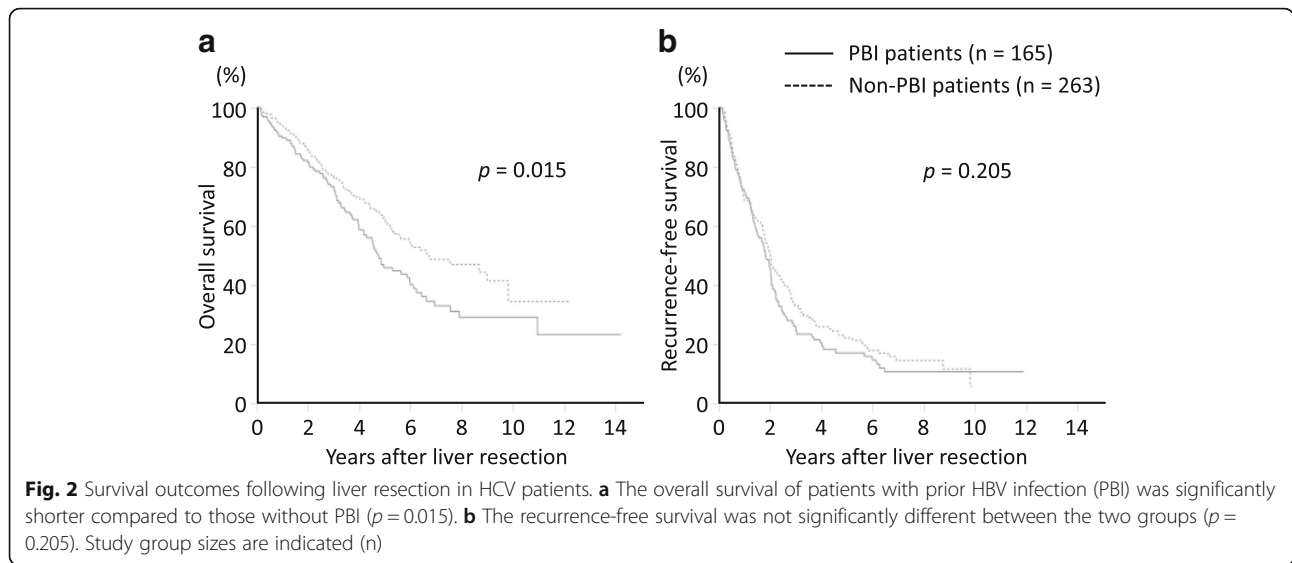 a
b
PBI patients (n = 165)
Non-PBI patients (n = 263)
(%)
100
80
60
40
20
0
Overall survival
p = 0.015
0 2 4 6 8 10 12 14
Years after liver resection
(%)
100
80
60
40
20
0
Recurrence-free survival
p = 0.205
0 2 4 6 8 10 12 14
Years after liver resection
Fig. 2 Survival outcomes following liver resection in HCV patients. a The overall survival of patients with prior HBV infection (PBI) was significantly
shorter compared to those without PBI (p = 0.015). b The recurrence-free survival was not significantly different between the two groups (p =
0.205). Study group sizes are indicated (n)